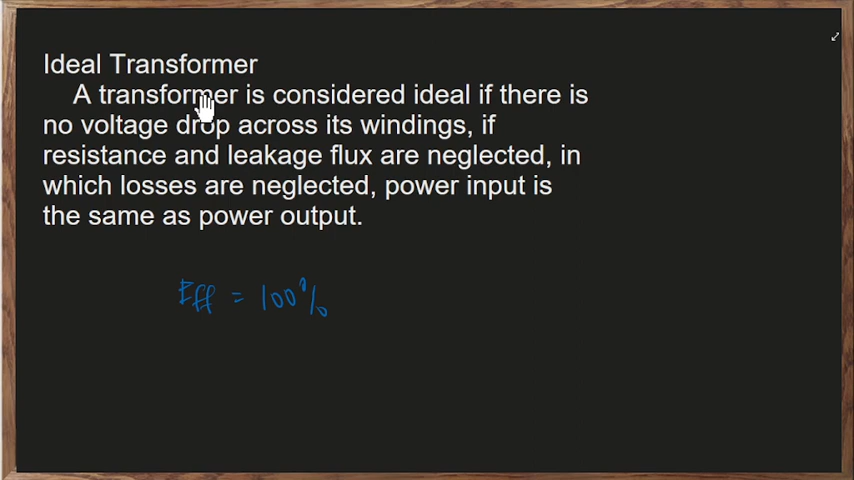 Ideal Transformer
A transformer is considered ideal if there is
no voltage drop across its windings, if
resistance and leakage flux are neglected, in
which losses are neglected, power input is
the same as power output.
Eff = 100%